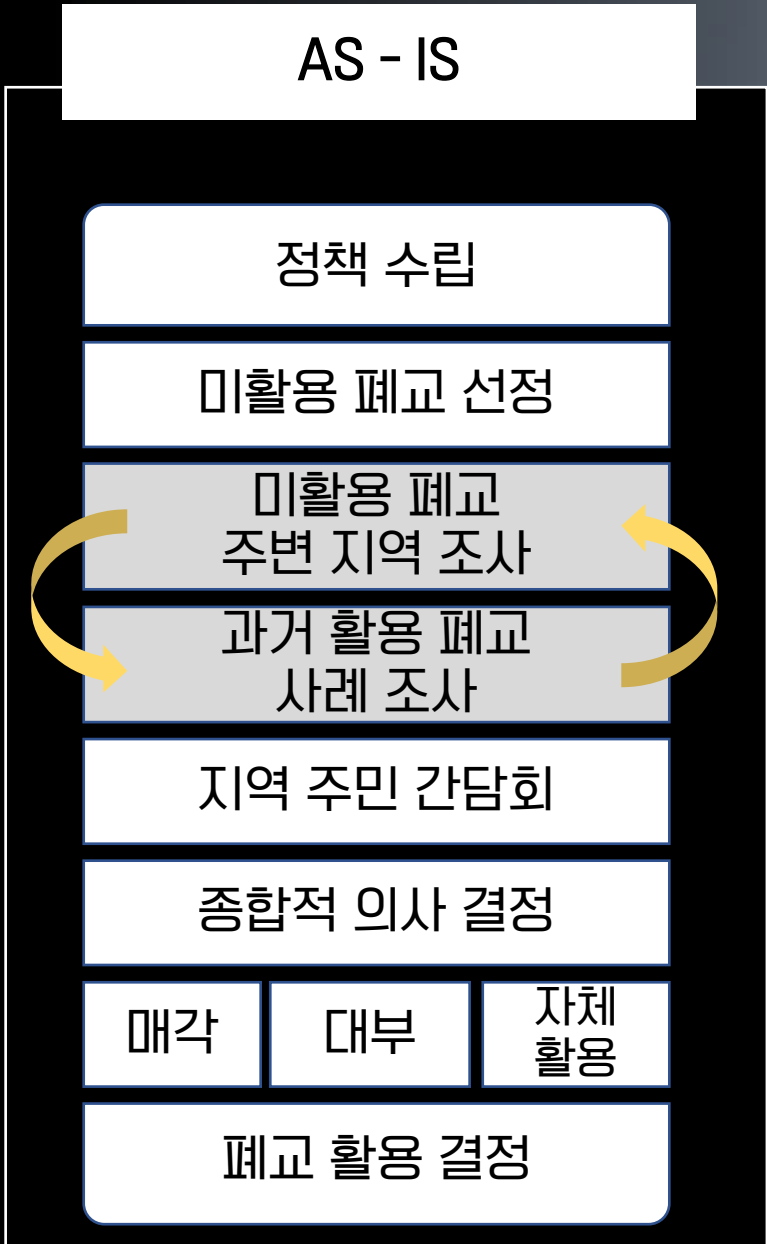 AS - IS
정책 수립
미활용 폐교 선정
미활용 폐교
주변 지역 조사
과거 활용 폐교
사례 조사
지역 주민 간담회
종합적 의사 결정
매각
대부
자체
활용
폐교 활용 결정